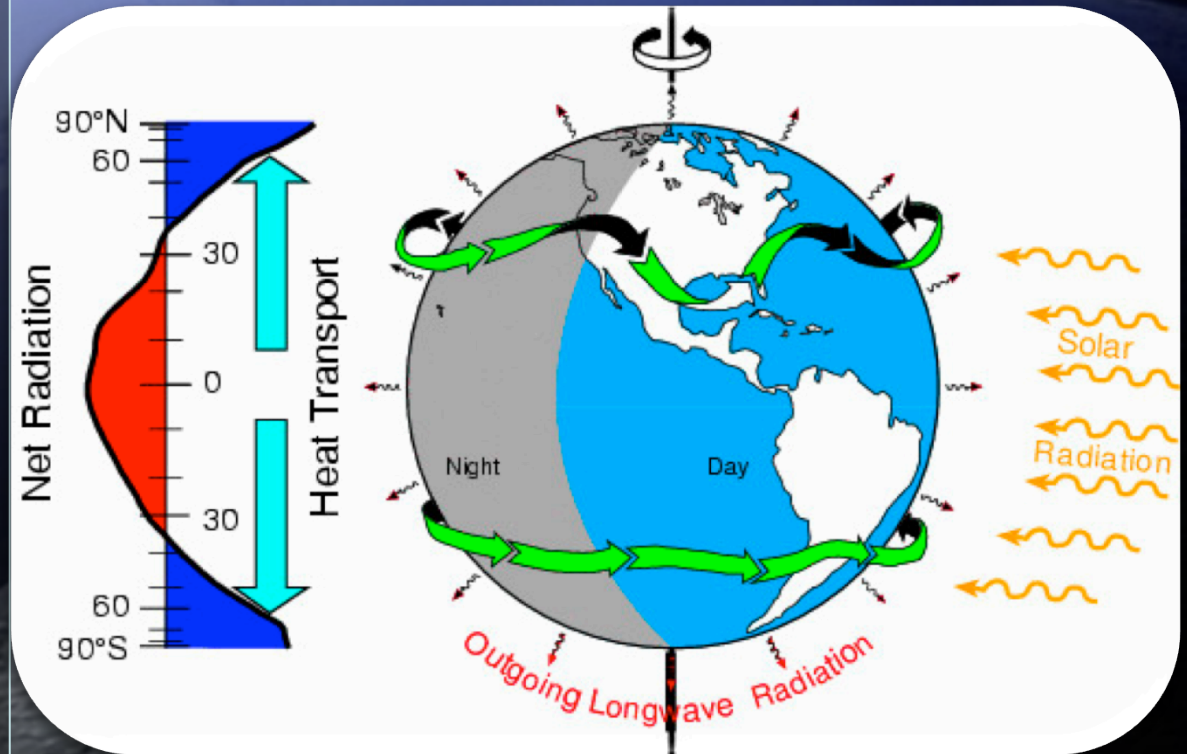 90°N
60
30
0
30
60
90°S
Net Radiation
Heat Transport
Night
Day
Solar
Radiation
Outgoing Longwave Radiation